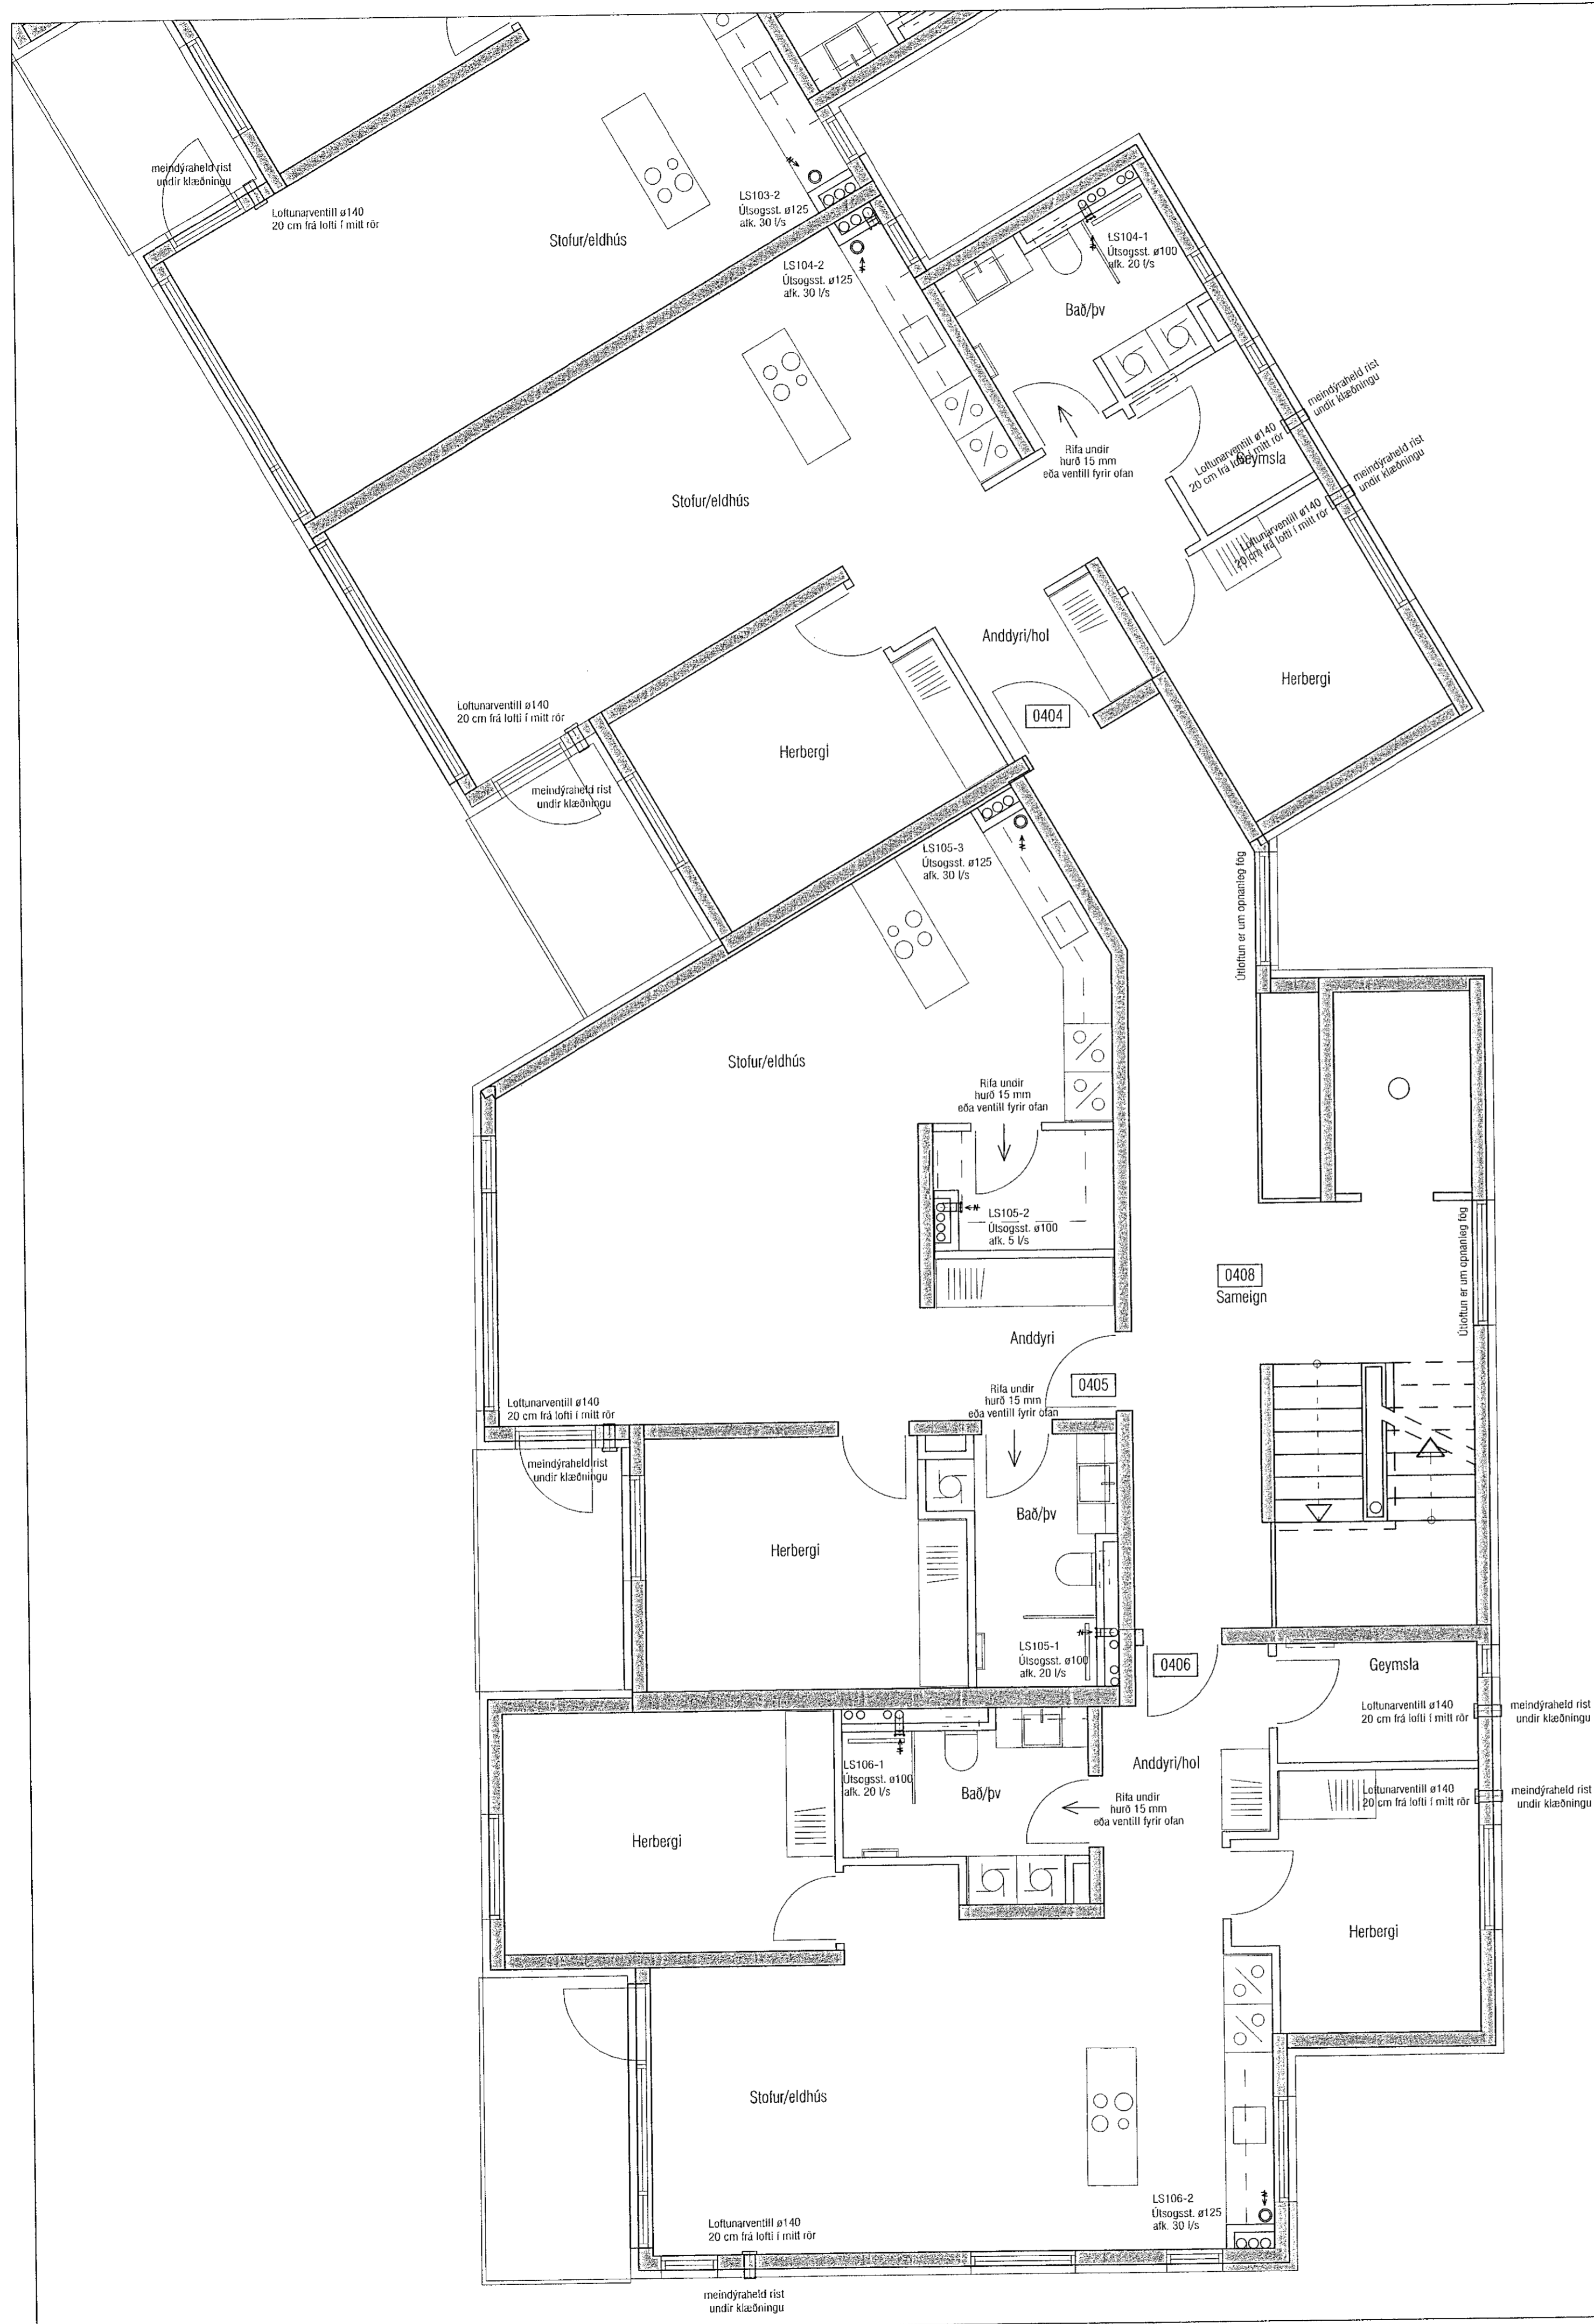 meindýraheld rist
undir klæðningu
Loftunarventill ø140
20 cm frá lofti í mitt rör
Stofur/eldhús
LS103-2
Útsogsst. ø125
afk. 30 l/s
LS104-2
Útsogsst. ø125
afk. 30 l/s
LS104-1
Útsogsst. ø100
afk. 20 l/s
Bað/þv
Rifa undir
hurð 15 mm
eða ventill fyrir ofan
meindýraheld rist
undir klæðningu
Loftunarventill ø140
20 cm frá lofti í mitt rör
Geymsla
meindýraheld rist
undir klæðningu
Loftunarventill ø140
20 cm frá lofti í mitt rör
Stofur/eldhús
Anddyri/hol
Herbergi
0404
Loftunarventill ø140
20 cm frá lofti í mitt rör
Herbergi
meindýraheld rist
undir klæðningu
LS105-3
Útsogsst. ø125
afk. 30 l/s
Útloftun er um opnanleg fög
Stofur/eldhús
Rifa undir
hurð 15 mm
eða ventill fyrir ofan
LS105-2
Útsogsst. ø100
afk. 5 l/s
0408
Sameign
Útloftun er um opnanleg fög
Anddyri
0405
Rifa undir
hurð 15 mm
eða ventill fyrir ofan
Loftunarventill ø140
20 cm frá lofti í mitt rör
meindýraheld rist
undir klæðningu
Bað/þv
Herbergi
LS105-1
Útsogsst. ø100
afk. 20 l/s
0406
Geymsla
Loftunarventill ø140
20 cm frá lofti í mitt rör
meindýraheld rist
undir klæðningu
LS106-1
Útsogsst. ø100
afk. 20 l/s
Bað/þv
Anddyri/hol
Rifa undir
hurð 15 mm
eða ventill fyrir ofan
Loftunarventill ø140
20 cm frá lofti í mitt rör
meindýraheld rist
undir klæðningu
Herbergi
Herbergi
Stofur/eldhús
LS106-2
Útsogsst. ø125
afk. 30 l/s
Loftunarventill ø140
20 cm frá lofti í mitt rör
meindýraheld rist
undir klæðningu